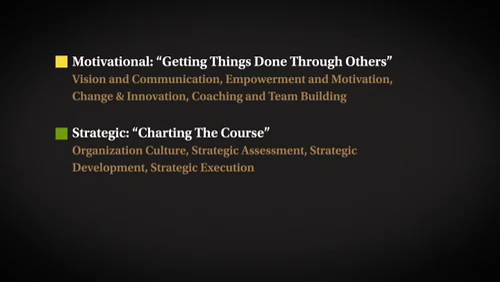 Motivational: “Getting Things Done Through Others”
Vision and Communication, Empowerment and Motivation,
Change & Innovation, Coaching and Team Building
Strategic: “Charting The Course”
Organization Culture, Strategic Assessment, Strategic
Development, Strategic Execution